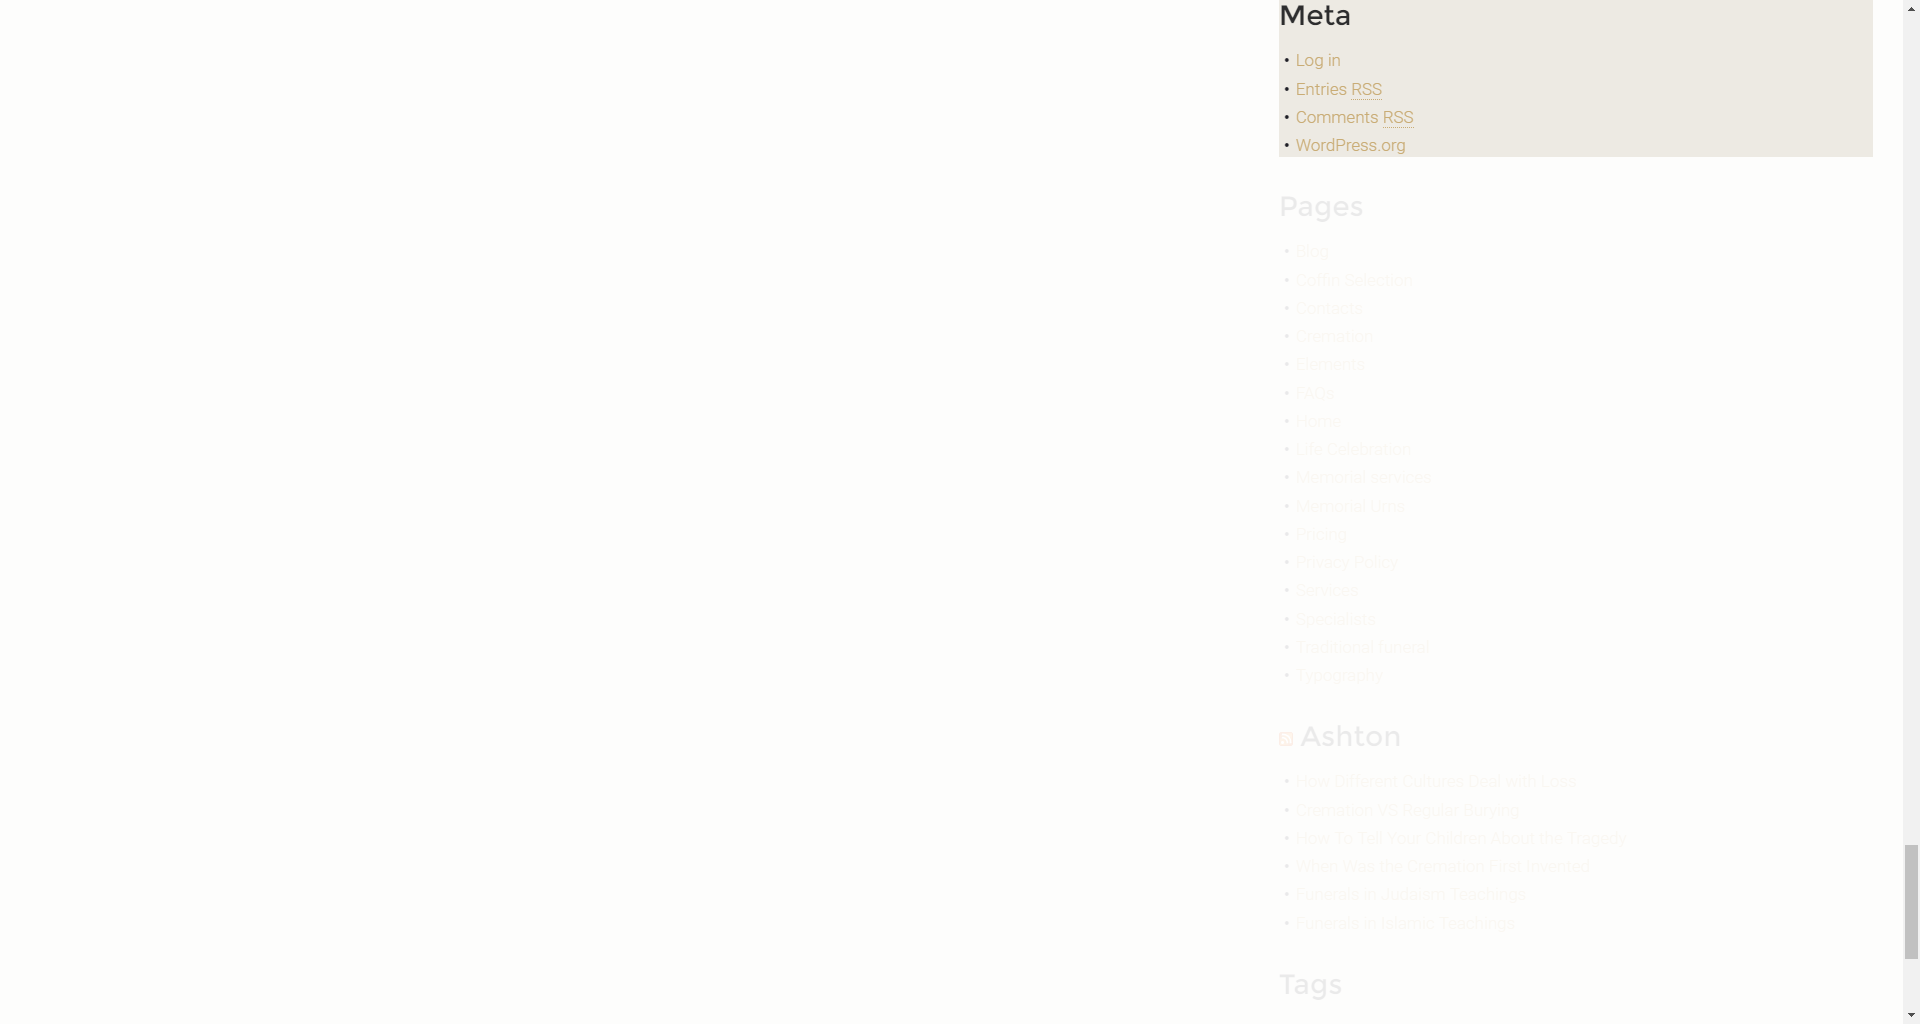 Meta
• Log in
• Entries RSS
• Comments RSS
• WordPress.org
Pages
• Blog
• Coffin Selection
• Contacts
• Cremation
• Elements
• FAQs
• Home
• Life Celebration
• Memorial services
• Memorial Urns
• Pricing
• Privacy Policy
• Services
• Specialists
• Traditional funeral
• Typography
Ashton
• How Different Cultures Deal with Loss
• Cremation VS Regular Burying
• How To Tell Your Children About the Tragedy
• When Was the Cremation First Invented
• Funerals in Judaism Teachings
• Funerals in Islamic Teachings
Tags